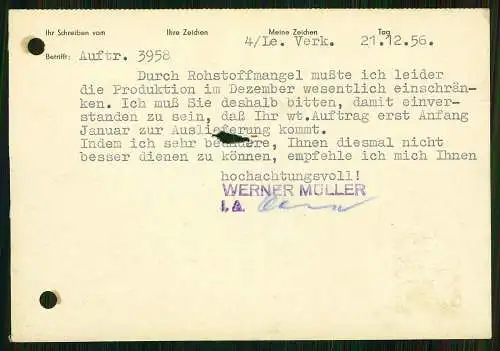 Ihr Schreiben vom Ihre Zeichen Meine Zeichen Tag
4/Le. Verk. 21.12.56.
Betrifft: Auftr. 3958
Durch Rohstoffmangel mußte ich leider
die Produktion im Dezember wesentlich einschrän-
ken. Ich muß Sie deshalb bitten, damit einver-
standen zu sein, daß Ihr wt.Auftrag erst Anfang
Januar zur Auslieferung kommt.
Indem ich sehr bedaure, Ihnen diesmal nicht
besser dienen zu können, empfehle ich mich Ihnen
hochachtungsvoll!
WERNER MÜLLER
I.A.